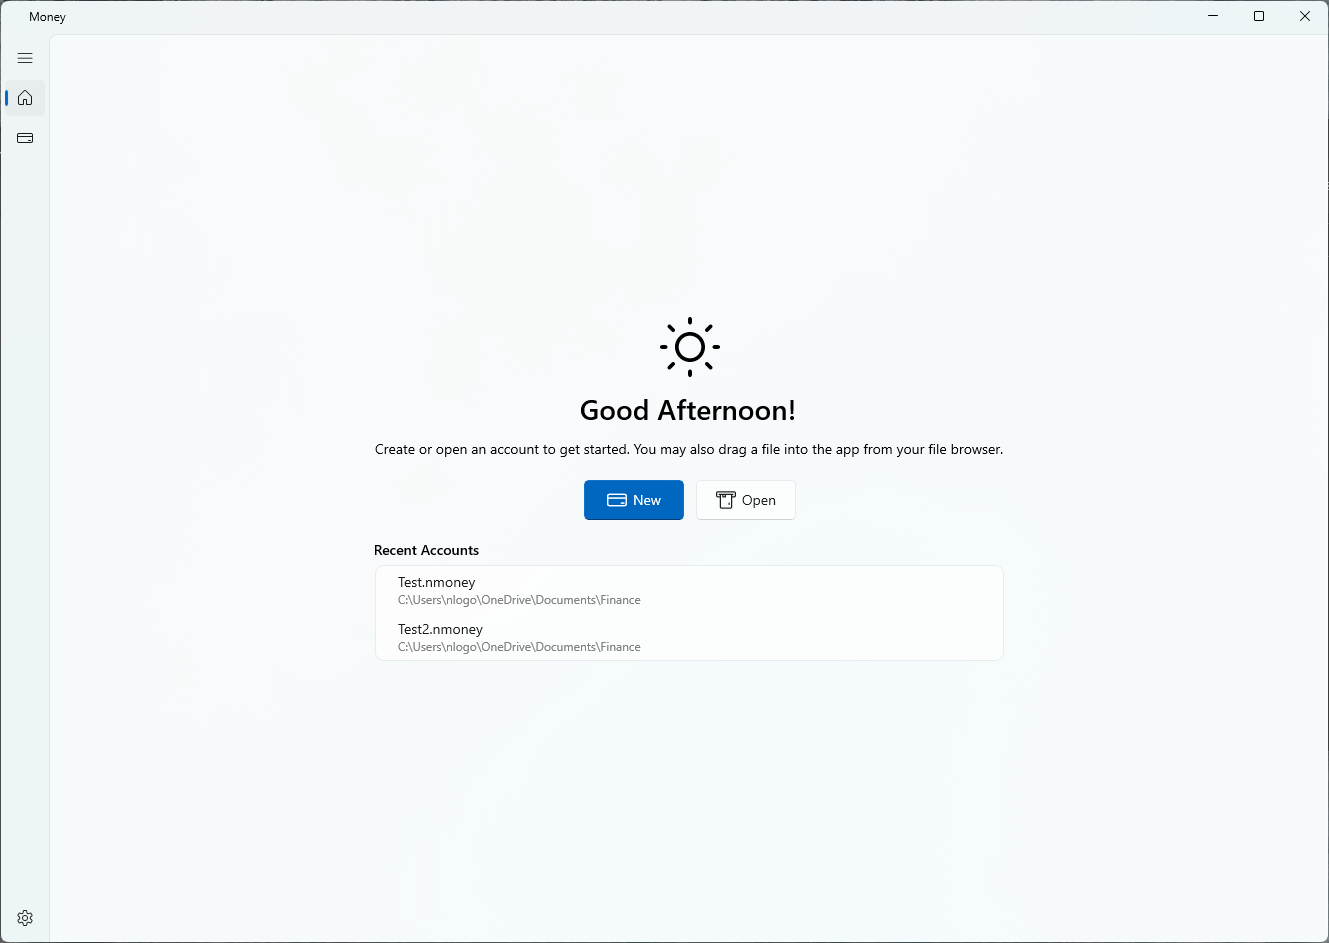 Money
Good Afternoon!
Create or open an account to get started. You may also drag a file into the app from your file browser.
New
Open
Recent Accounts
Test.nmoney
C:\Users\nlogo\OneDrive\Documents\Finance
Test2.nmoney
C:\Users\nlogo\OneDrive\Documents\Finance